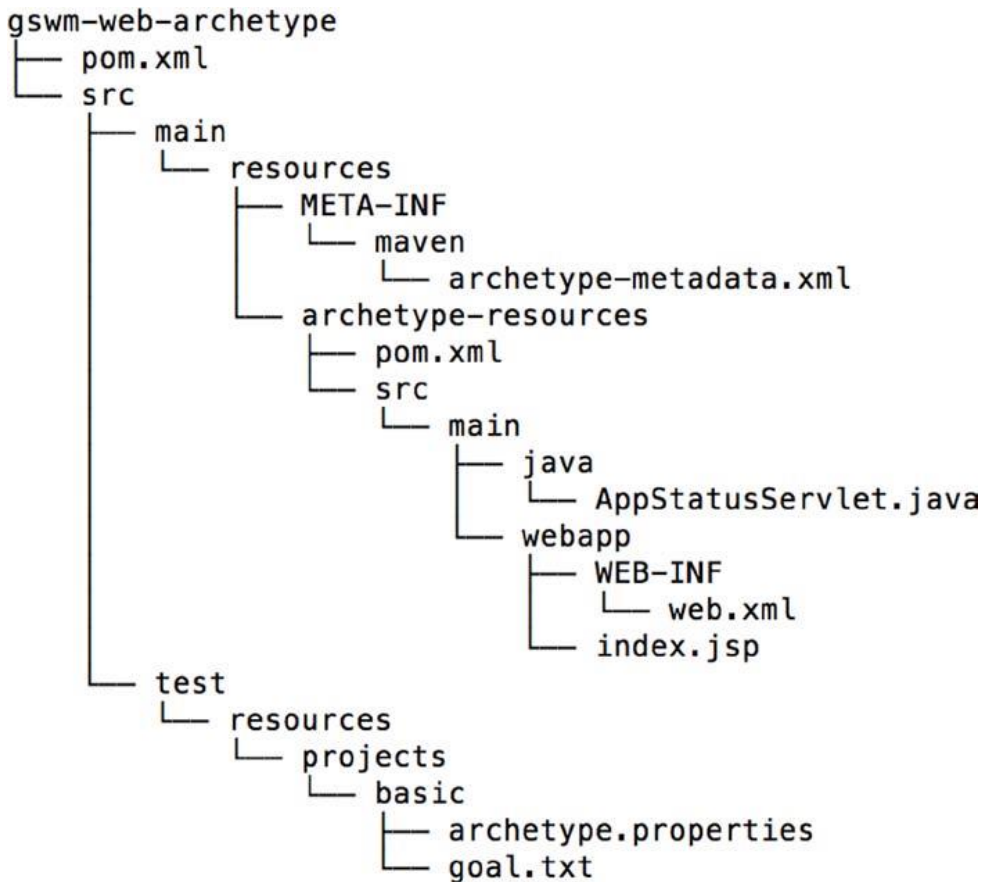 gswm-web-archetype
├── pom.xml
└── src
    ├── main
    │   └── resources
    │       ├── META-INF
    │       │   └── maven
    │       │       └── archetype-metadata.xml
    │       └── archetype-resources
    │           ├── pom.xml
    │           └── src
    │               └── main
    │                   ├── java
    │                   │   └── AppStatusServlet.java
    │                   └── webapp
    │                       ├── WEB-INF
    │                       │   └── web.xml
    │                       └── index.jsp
    └── test
        └── resources
            └── projects
                └── basic
                    ├── archetype.properties
                    └── goal.txt